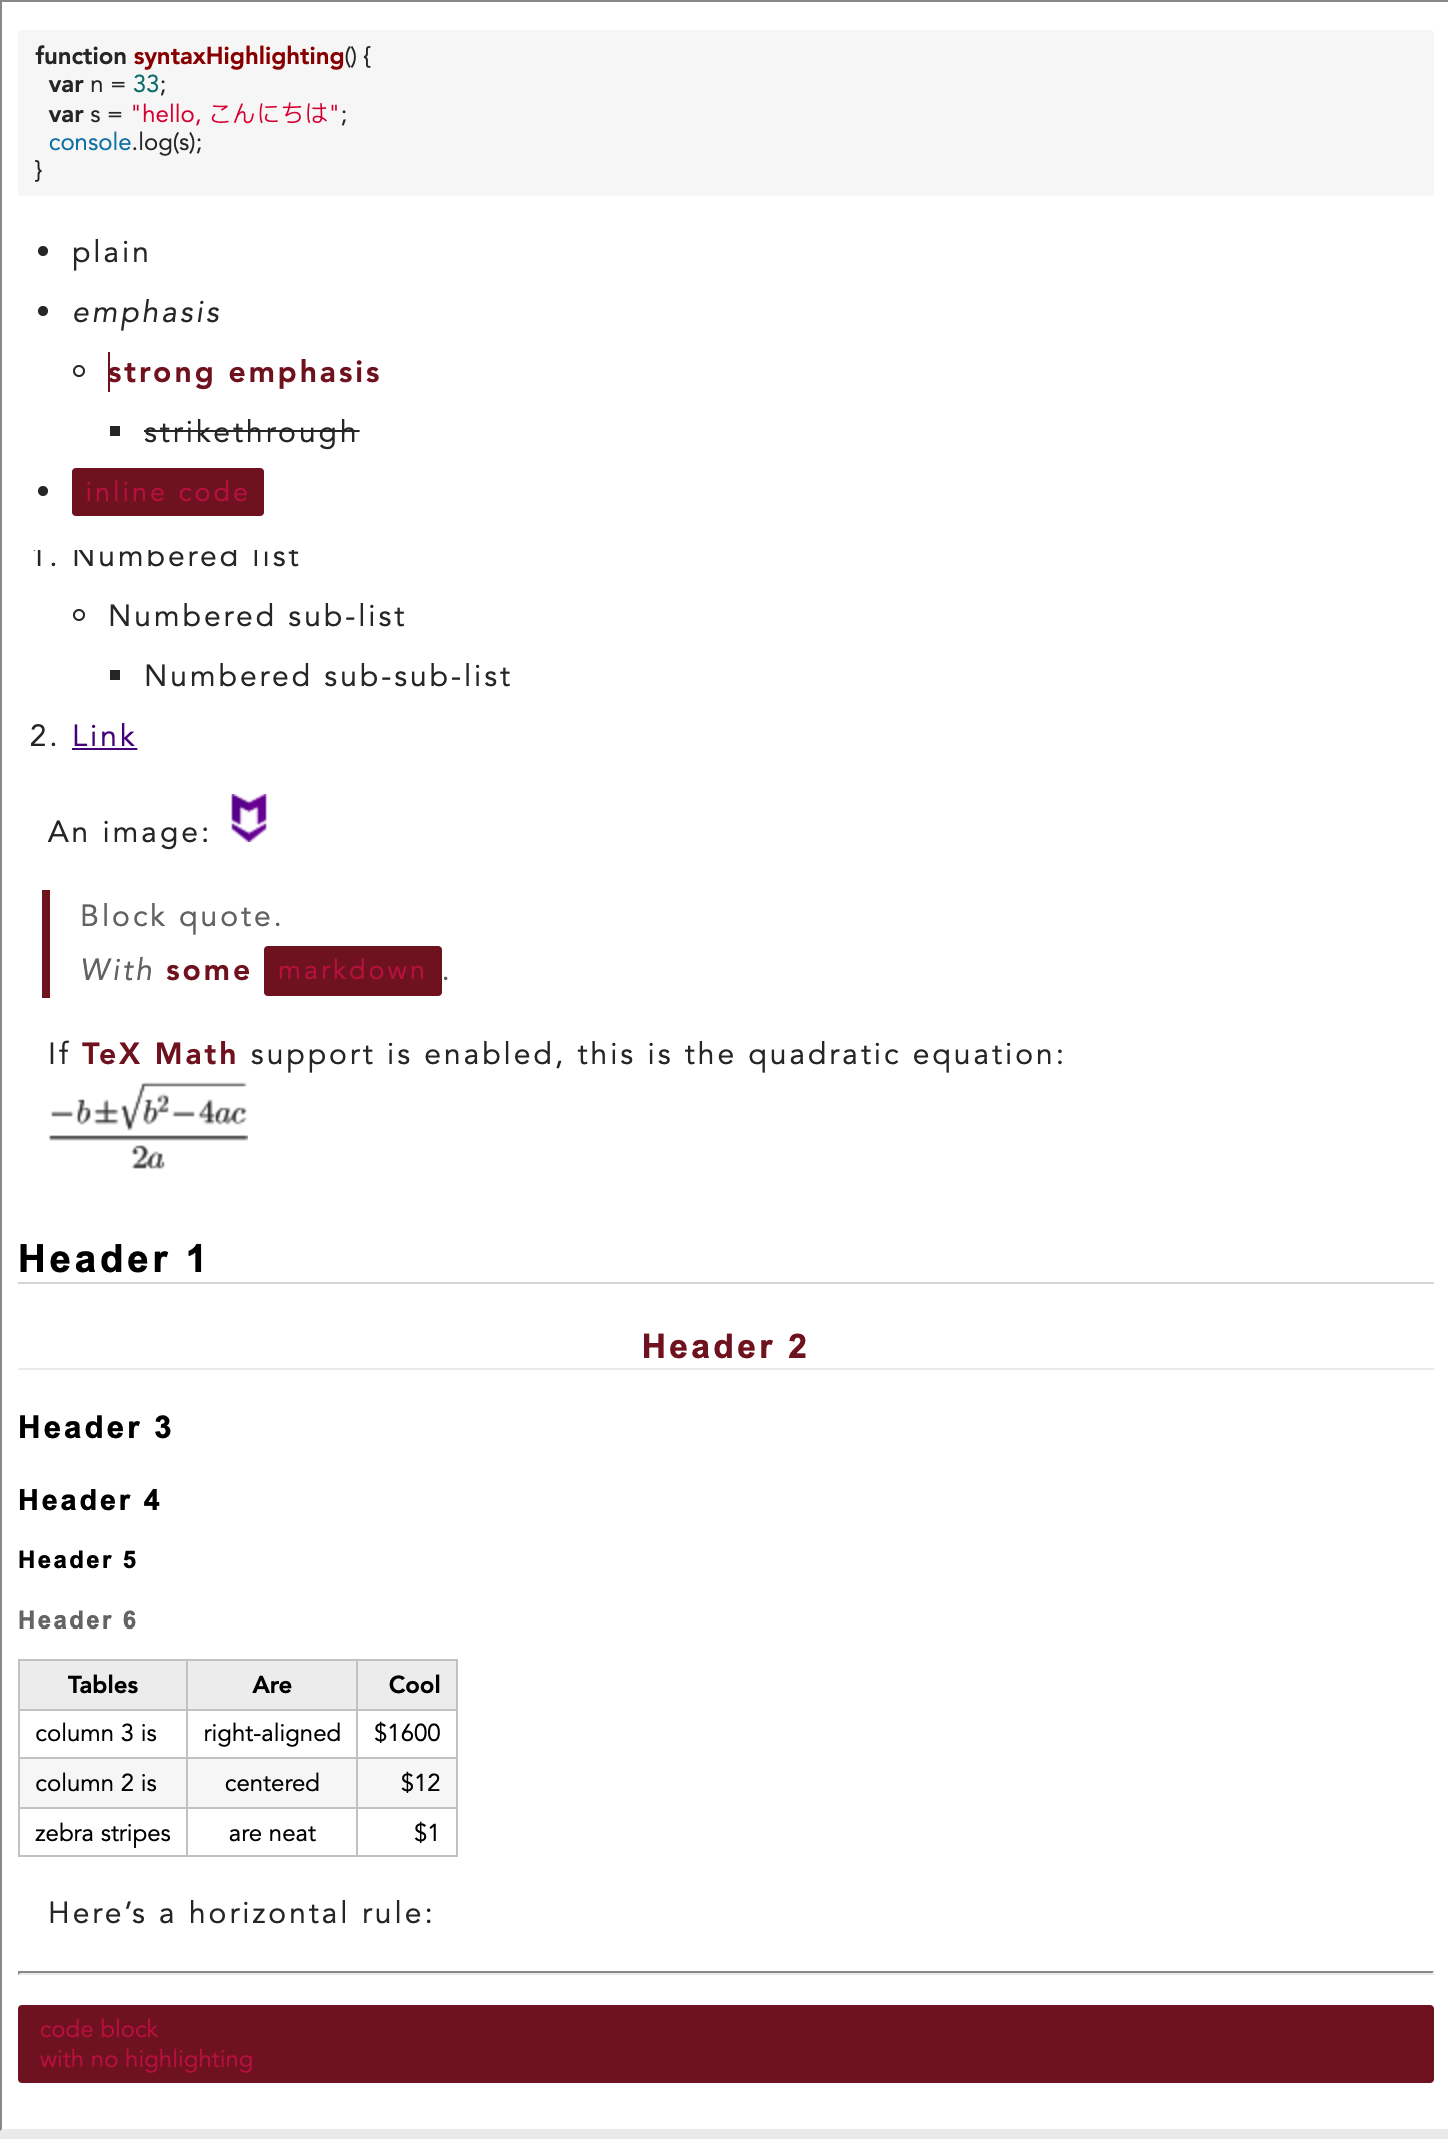 function syntaxHighlighting() {
var n = 33;
var s = "hello, こんにちは";
console.log(s);
}
• plain
• emphasis
strong emphasis
strikethrough
• inline code
1. Numbered list
Numbered sub-list
Numbered sub-sub-list
2. Link
An image:
Block quote.
With some markdown.
If TeX Math support is enabled, this is the quadratic equation:
−b±√b²−4ac
2a
Header 1
Header 2
Header 3
Header 4
Header 5
Header 6
Tables Are Cool
column 3 is right-aligned $1600
column 2 is centered $12
zebra stripes are neat $1
Here’s a horizontal rule:
code block
with no highlighting